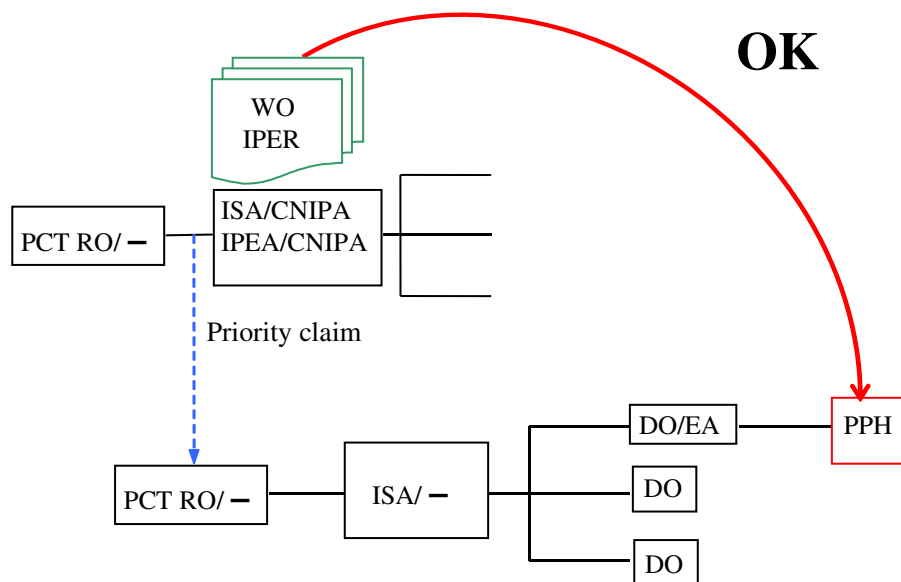 OK
WO
IPER
ISA/CNIPA
IPEA/CNIPA
PCT RO/ –
Priority claim
DO/EA
PPH
PCT RO/ –
ISA/ –
DO
DO